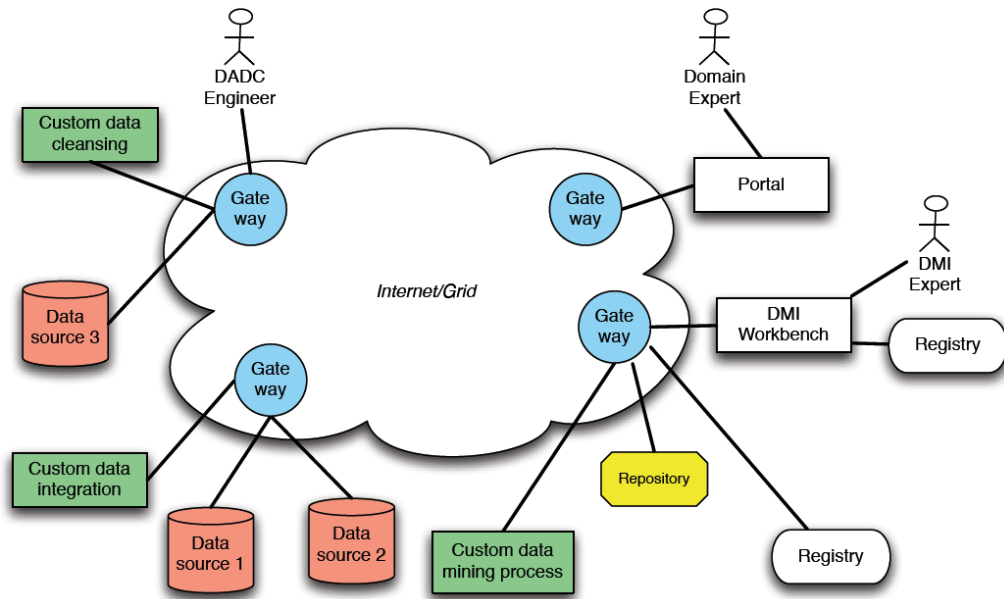 DADC
Engineer
Domain
Expert
Custom data
cleansing
Gate
way
Gate
way
Portal
DMI
Expert
Internet/Grid
Data
source 3
Gate
way
DMI
Workbench
Registry
Gate
way
Custom data
integration
Repository
Data
source 1
Data
source 2
Custom data
mining process
Registry